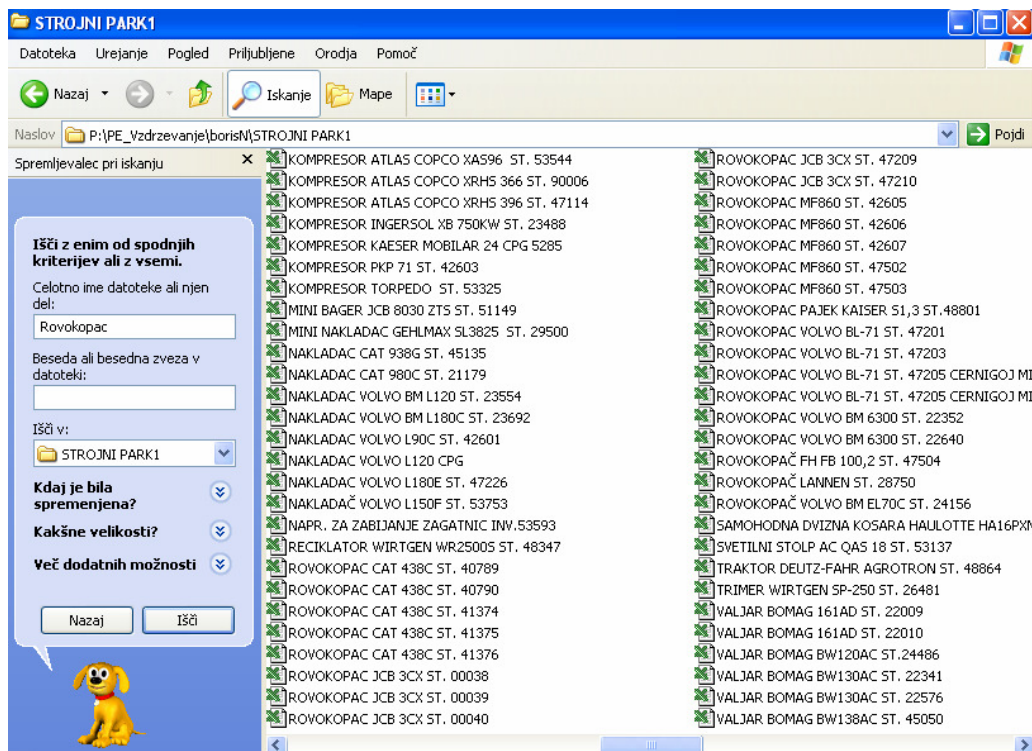 STROJNI PARK1
Datoteka Urejanje Pogled Priljubljene Orodja Pomoč
Nazaj Iskanje Mape
Naslov P:\PE_Vzdrzevanje\borisN\STROJNI PARK1 Pojdi
Spremljevalec pri iskanju
Išči z enim od spodnjih
kriterijev ali z vsemi.
Celotno ime datoteke ali njen
del:
Rovokopac
Beseda ali besedna zveza v
datoteki:
Išči v:
STROJNI PARK1
Kdaj je bila
spremenjena?
Kakšne velikosti?
Več dodatnih možnosti
Nazaj Išči
KOMPRESOR ATLAS COPCO XAS96 ST. 53544
KOMPRESOR ATLAS COPCO XRHS 366 ST. 90006
KOMPRESOR ATLAS COPCO XRHS 396 ST. 47114
KOMPRESOR INGERSOL XB 750KW ST. 23488
KOMPRESOR KAESER MOBILAR 24 CPG 5285
KOMPRESOR PKP 71 ST. 42603
KOMPRESOR TORPEDO ST. 53325
MINI BAGER JCB 8030 ZTS ST. 51149
MINI NAKLADAC GEHLMAX SL3825 ST. 29500
NAKLADAC CAT 938G ST. 45135
NAKLADAC CAT 980C ST. 21179
NAKLADAC VOLVO BM L120 ST. 23554
NAKLADAC VOLVO BM L180C ST. 23692
NAKLADAC VOLVO L90C ST. 42601
NAKLADAC VOLVO L120 CPG
NAKLADAC VOLVO L180E ST. 47226
NAKLADAČ VOLVO L150F ST. 53753
NAPR. ZA ZABIJANJE ZAGATNIC INV.53593
RECIKLATOR WIRTGEN WR2500S ST. 48347
ROVOKOPAC CAT 438C ST. 40789
ROVOKOPAC CAT 438C ST. 40790
ROVOKOPAC CAT 438C ST. 41374
ROVOKOPAC CAT 438C ST. 41375
ROVOKOPAC CAT 438C ST. 41376
ROVOKOPAC JCB 3CX ST. 00038
ROVOKOPAC JCB 3CX ST. 00039
ROVOKOPAC JCB 3CX ST. 00040
ROVOKOPAC JCB 3CX ST. 47209
ROVOKOPAC JCB 3CX ST. 47210
ROVOKOPAC MF860 ST. 42605
ROVOKOPAC MF860 ST. 42606
ROVOKOPAC MF860 ST. 42607
ROVOKOPAC MF860 ST. 47502
ROVOKOPAC MF860 ST. 47503
ROVOKOPAC PAJEK KAISER S1,3 ST.48801
ROVOKOPAC VOLVO BL-71 ST. 47201
ROVOKOPAC VOLVO BL-71 ST. 47203
ROVOKOPAC VOLVO BL-71 ST. 47205 CERNIGOJ MI
ROVOKOPAC VOLVO BL-71 ST. 47205 CERNIGOJ MI
ROVOKOPAC VOLVO BM 6300 ST. 22352
ROVOKOPAC VOLVO BM 6300 ST. 22640
ROVOKOPAČ FH FB 100,2 ST. 47504
ROVOKOPAČ LANNEN ST. 28750
ROVOKOPAČ VOLVO BM EL70C ST. 24156
SAMOHODNA DVIZNA KOSARA HAULOTTE HA16PXN
SVETILNI STOLP AC QAS 18 ST. 53137
TRAKTOR DEUTZ-FAHR AGROTRON ST. 48864
TRIMER WIRTGEN SP-250 ST. 26481
VALJAR BOMAG 161AD ST. 22009
VALJAR BOMAG 161AD ST. 22010
VALJAR BOMAG BW120AC ST.24486
VALJAR BOMAG BW130AC ST. 22341
VALJAR BOMAG BW130AC ST. 22576
VALJAR BOMAG BW138AC ST. 45050